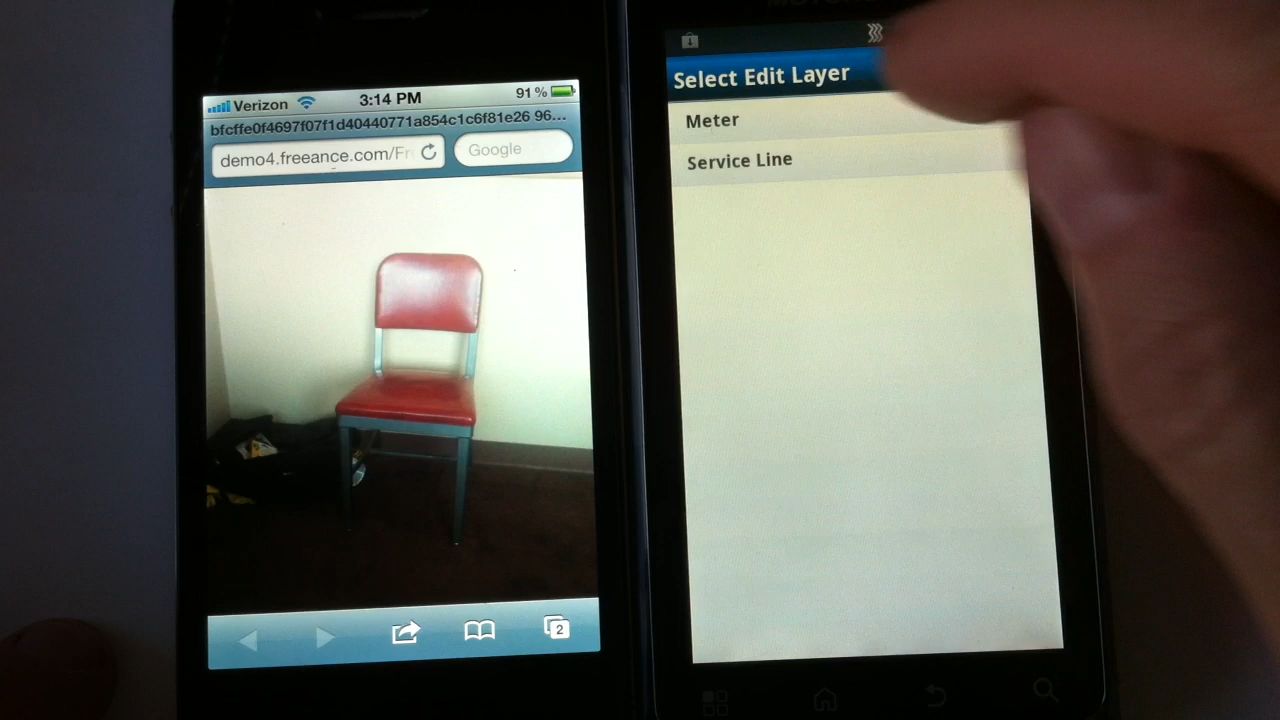 Verizon 3:14 PM 91%
bfcffe0f4697f07f1d40440771a854c1c6f81e26 96...
demo4.freeance.com/Fr
Google
2
Select Edit Layer
Meter
Service Line